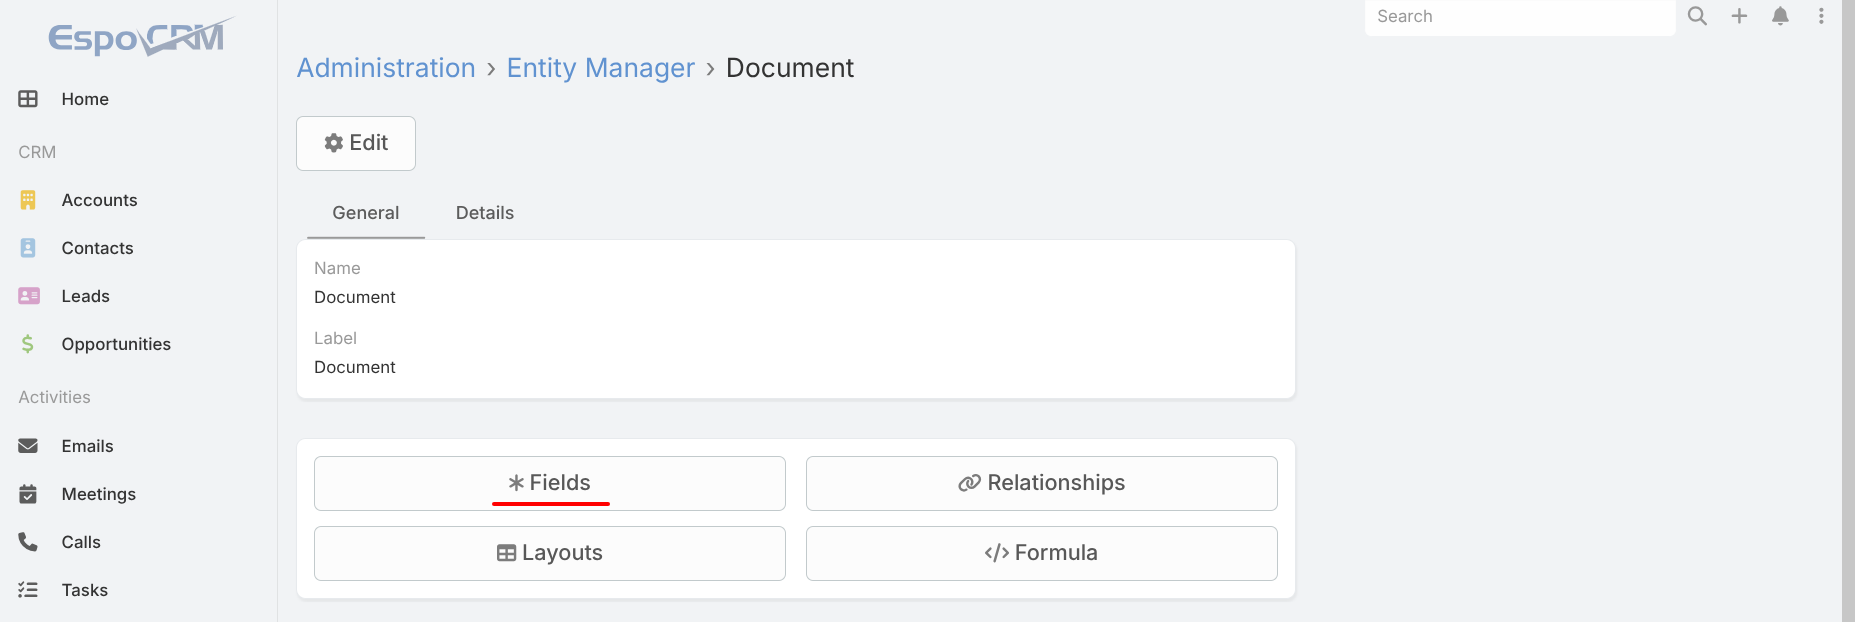 EspoCRM
Search
Administration › Entity Manager › Document
Home
Edit
CRM
Accounts
General
Details
Contacts
Name
Document
Leads
Label
Opportunities
Document
Activities
Emails
Fields
Relationships
Meetings
Calls
Layouts
</> Formula
Tasks